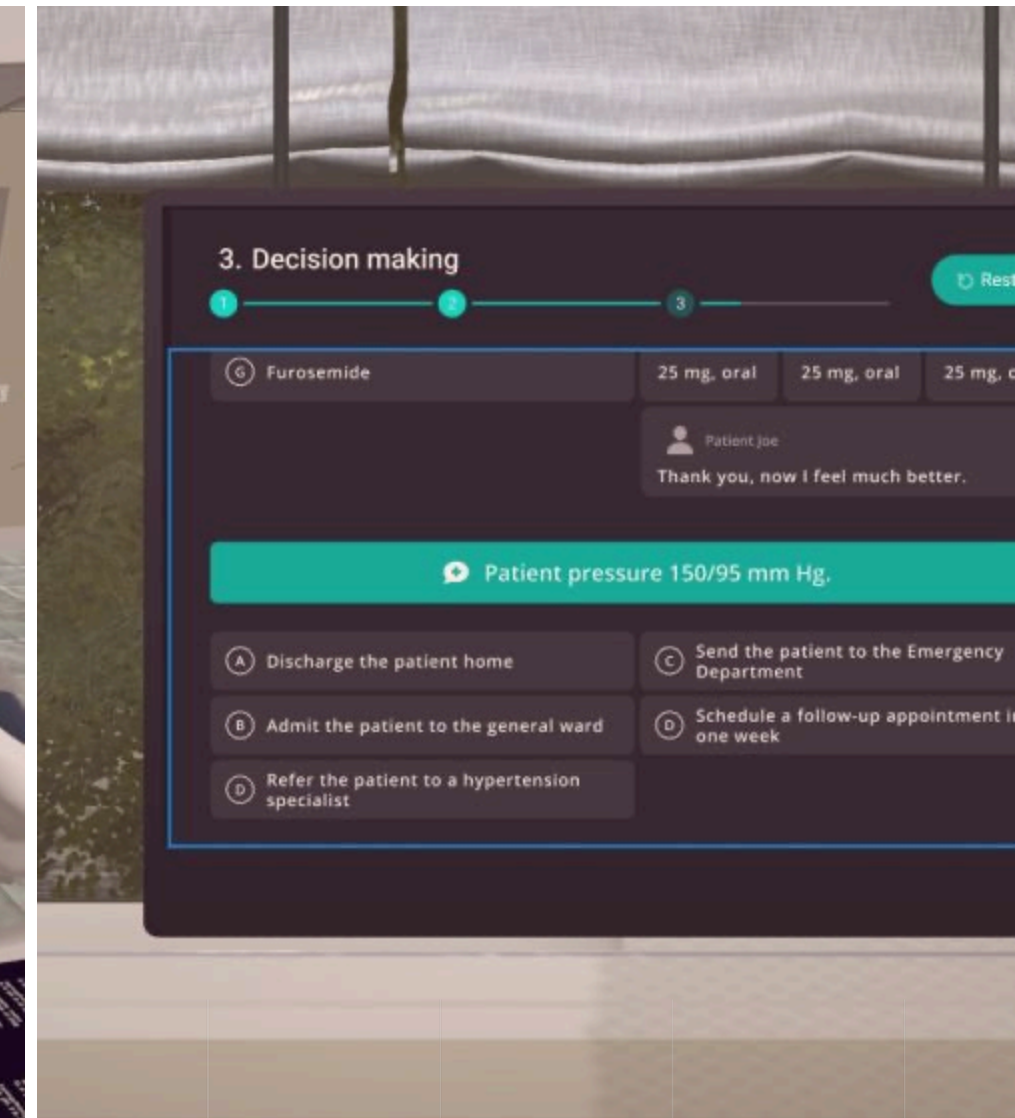 3. Decision making
Rest
1
2
3
G Furosemide
25 mg, oral
25 mg, oral
25 mg, o
Patient Joe
Thank you, now I feel much better.
Patient pressure 150/95 mm Hg.
A Discharge the patient home
C Send the patient to the Emergency
Department
B Admit the patient to the general ward
D Schedule a follow-up appointment in
one week
D Refer the patient to a hypertension
specialist